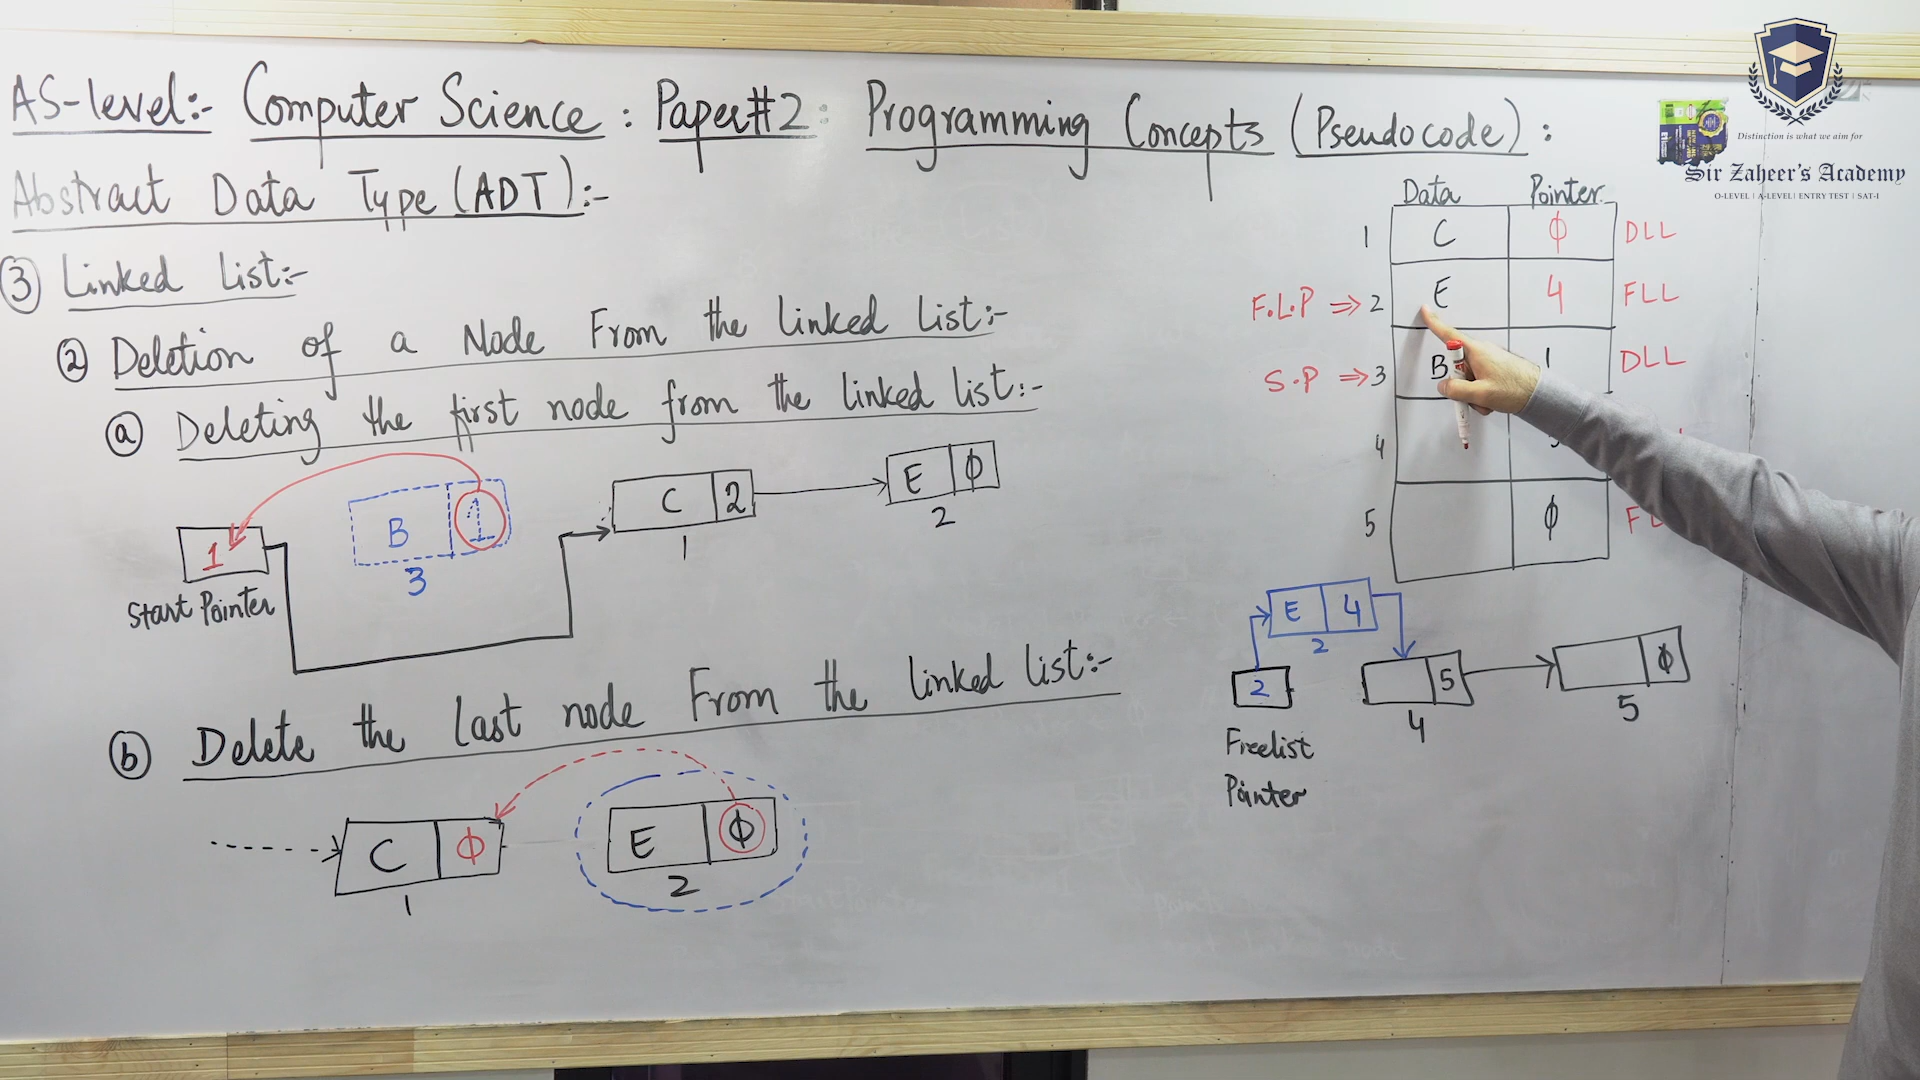 AS-level:- Computer Science : Paper#2 : Programming Concepts (Pseudocode) :
Abstract Data Type (ADT):-
③ Linked List:-
② Deletion of a Node From the linked list:-
ⓐ Deleting the first node from the linked list:-
1
Start Pointer
B 1
3
C 2
1
E Φ
2
ⓑ Delete the last node From the linked list:-
C Φ
1
E Φ
2
Data Pointer
1 C Φ DLL
F.L.P ⇒ 2 E 4 FLL
S.P ⇒ 3 B 1 DLL
4
5 Φ
E 4
2
2
Freelist
Pointer
5
4
Φ
5
Distinction is what we aim for
Sir Zaheer's Academy
O-LEVEL | A-LEVEL | ENTRY TEST | SAT-I